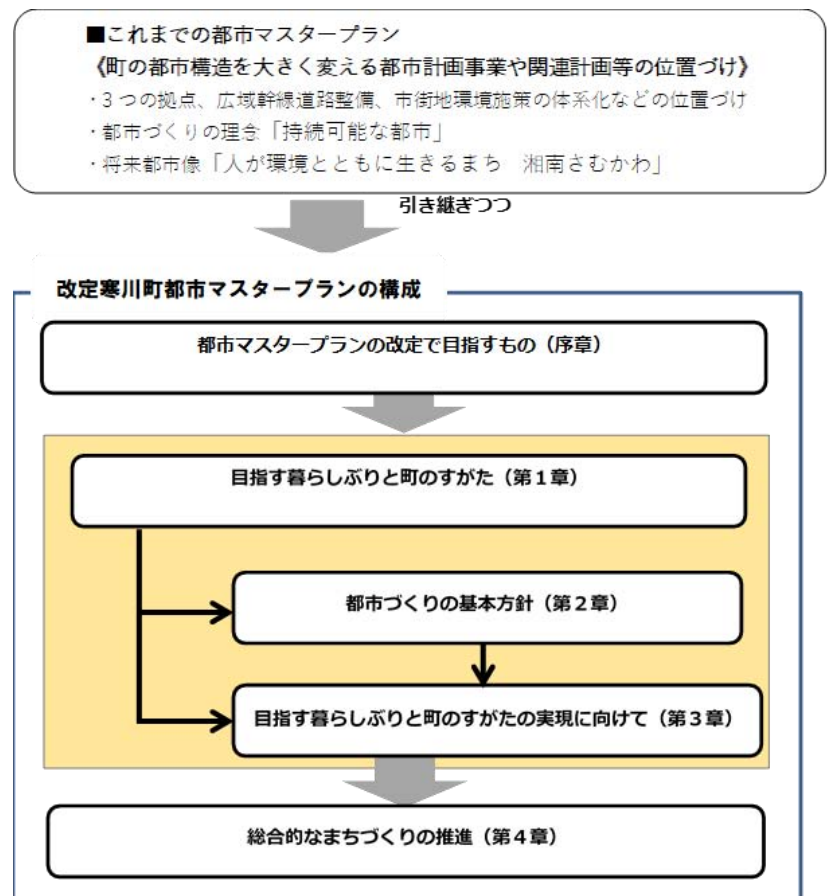 ■これまでの都市マスタープラン
《町の都市構造を大きく変える都市計画事業や関連計画等の位置づけ》
・3つの拠点、広域幹線道路整備、市街地環境施策の体系化などの位置づけ
・都市づくりの理念「持続可能な都市」
・将来都市像「人が環境とともに生きるまち　湘南さむかわ」
引き継ぎつつ
改定寒川町都市マスタープランの構成
都市マスタープランの改定で目指すもの（序章）
目指す暮らしぶりと町のすがた（第１章）
都市づくりの基本方針（第２章）
目指す暮らしぶりと町のすがたの実現に向けて（第３章）
総合的なまちづくりの推進（第４章）